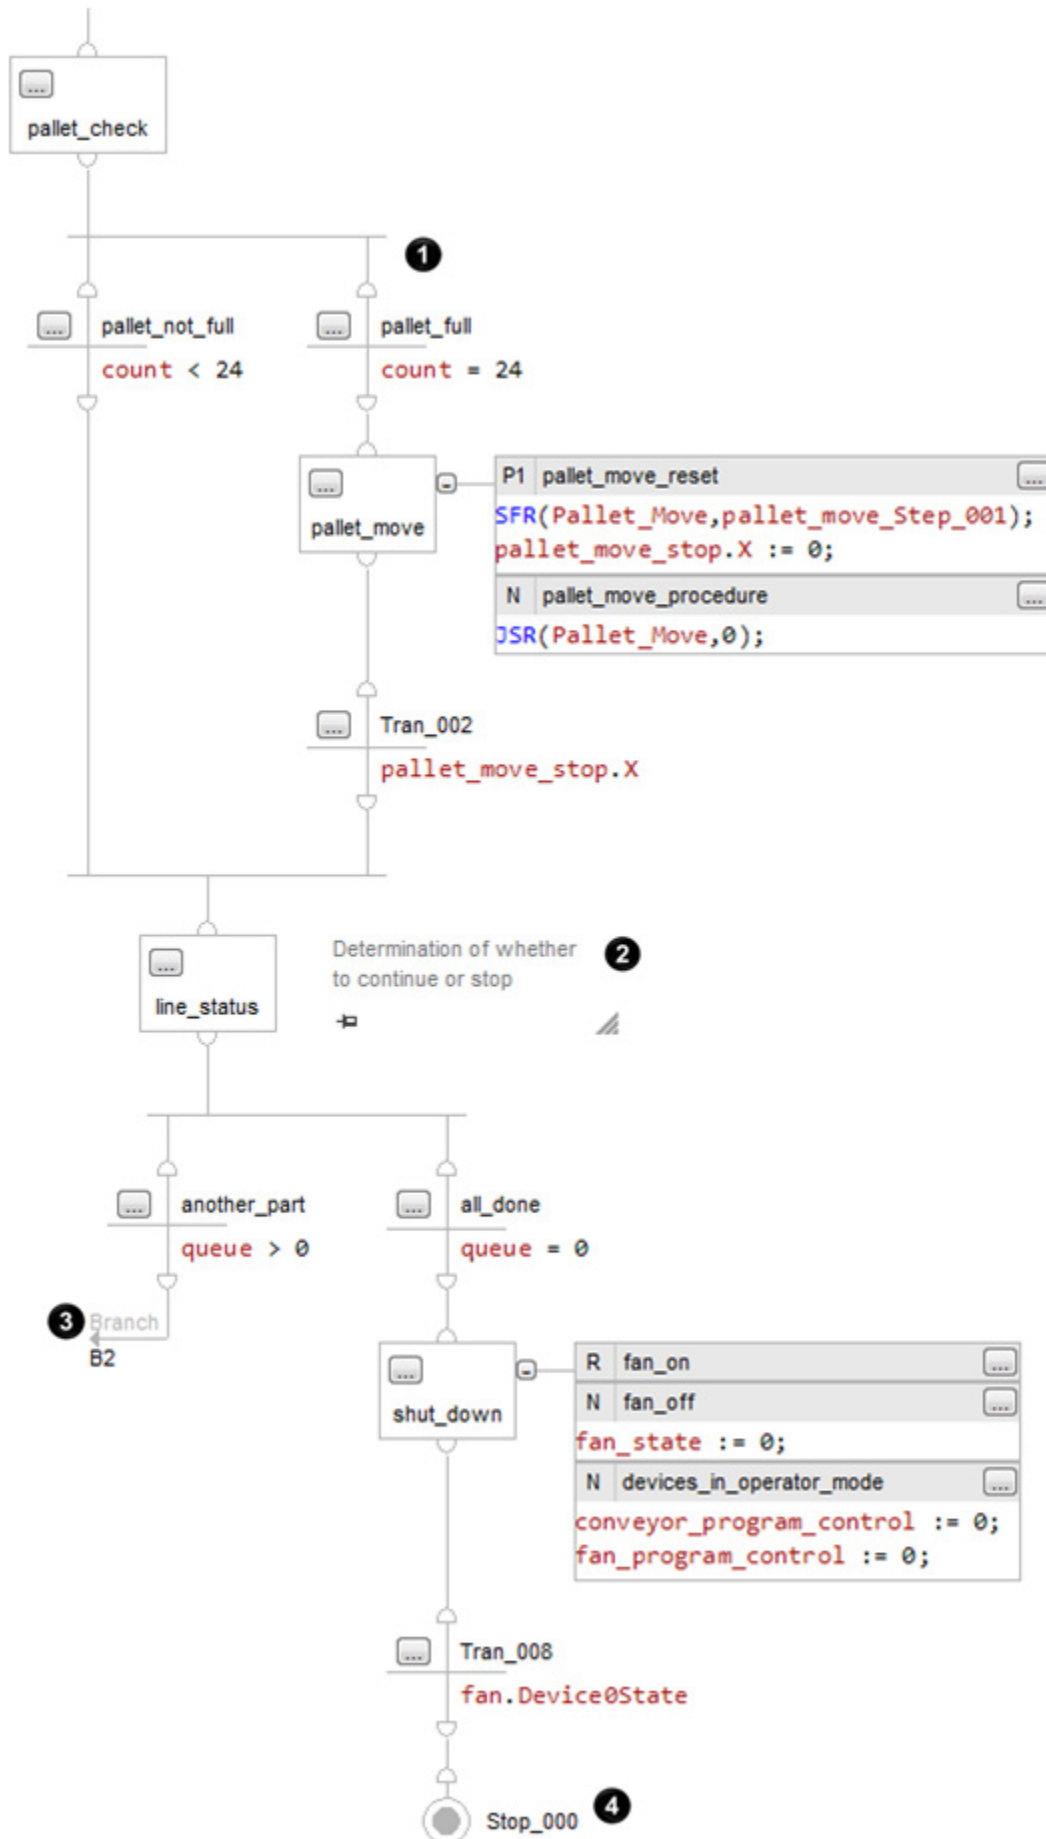 ...
pallet_check
1
... pallet_not_full
count < 24
... pallet_full
count = 24
...
pallet_move
P1 pallet_move_reset ...
SFR(Pallet_Move,pallet_move_Step_001);
pallet_move_stop.X := 0;
N pallet_move_procedure ...
JSR(Pallet_Move,0);
... Tran_002
pallet_move_stop.X
...
line_status
Determination of whether
to continue or stop
2
... another_part
queue > 0
... all_done
queue = 0
3 Branch
B2
...
shut_down
R fan_on ...
N fan_off ...
fan_state := 0;
N devices_in_operator_mode ...
conveyor_program_control := 0;
fan_program_control := 0;
... Tran_008
fan.Device0State
Stop_000 4